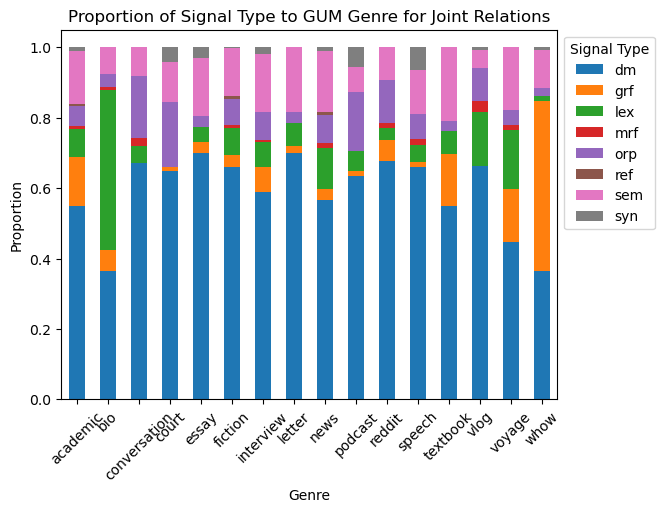 Proportion of Signal Type to GUM Genre for Joint Relations
1.0
0.8
0.6
0.4
0.2
0.0
Proportion
academic
bio
conversation
court
essay
fiction
interview
letter
news
podcast
reddit
speech
textbook
vlog
voyage
whow
Genre
Signal Type
dm
grf
lex
mrf
orp
ref
sem
syn